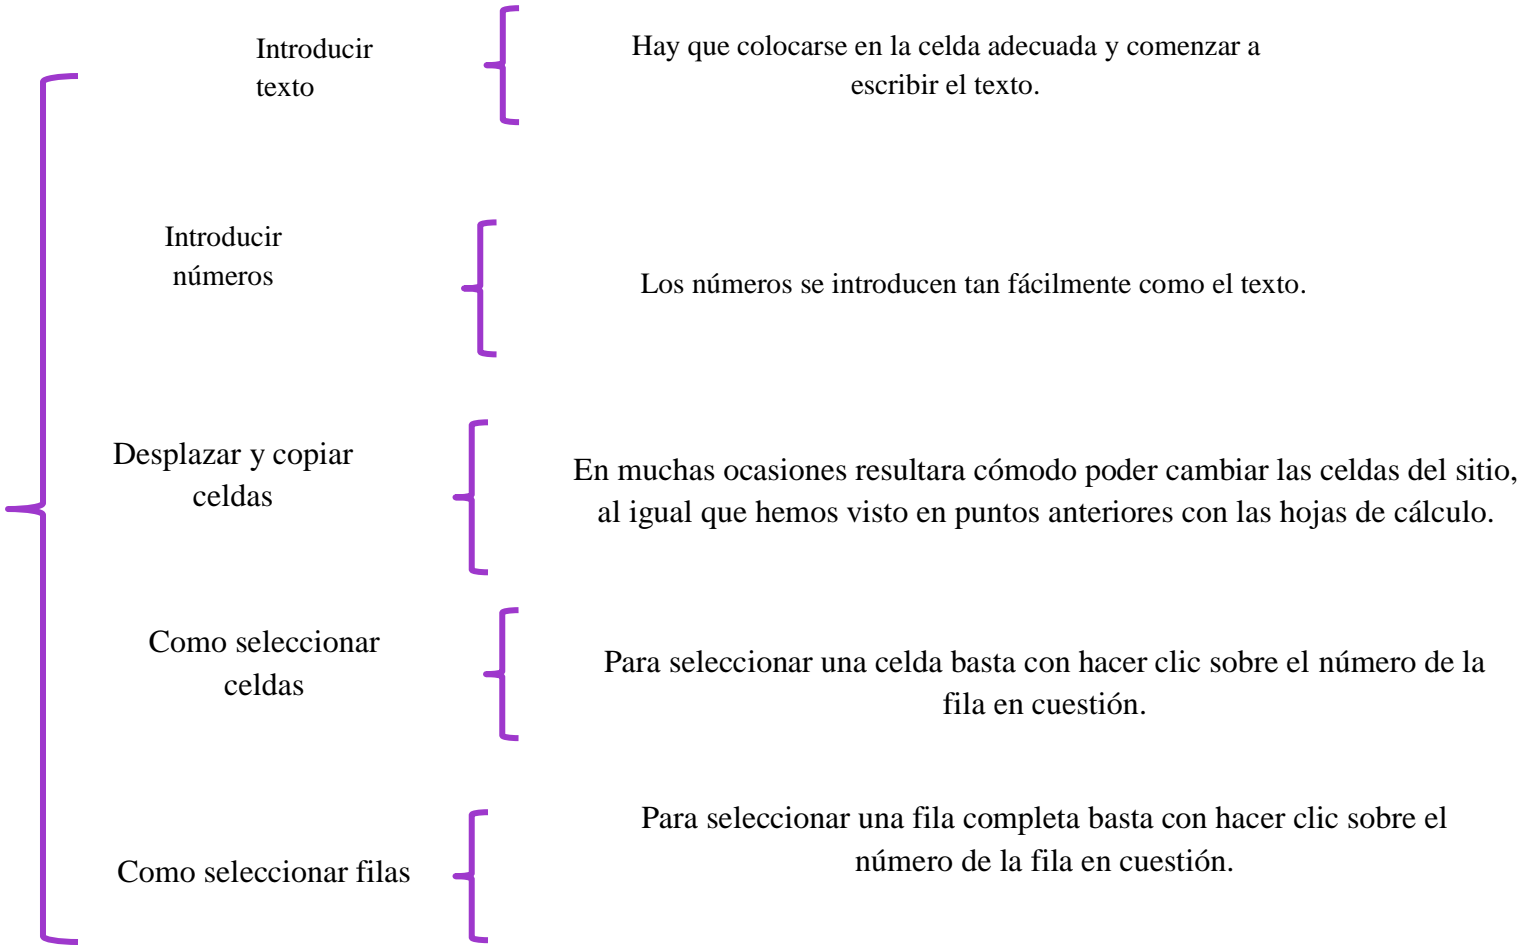 Introducir
texto
Hay que colocarse en la celda adecuada y comenzar a
escribir el texto.
Introducir
números
Los números se introducen tan fácilmente como el texto.
Desplazar y copiar
celdas
En muchas ocasiones resultara cómodo poder cambiar las celdas del sitio,
al igual que hemos visto en puntos anteriores con las hojas de cálculo.
Como seleccionar
celdas
Para seleccionar una celda basta con hacer clic sobre el número de la
fila en cuestión.
Como seleccionar filas
Para seleccionar una fila completa basta con hacer clic sobre el
número de la fila en cuestión.